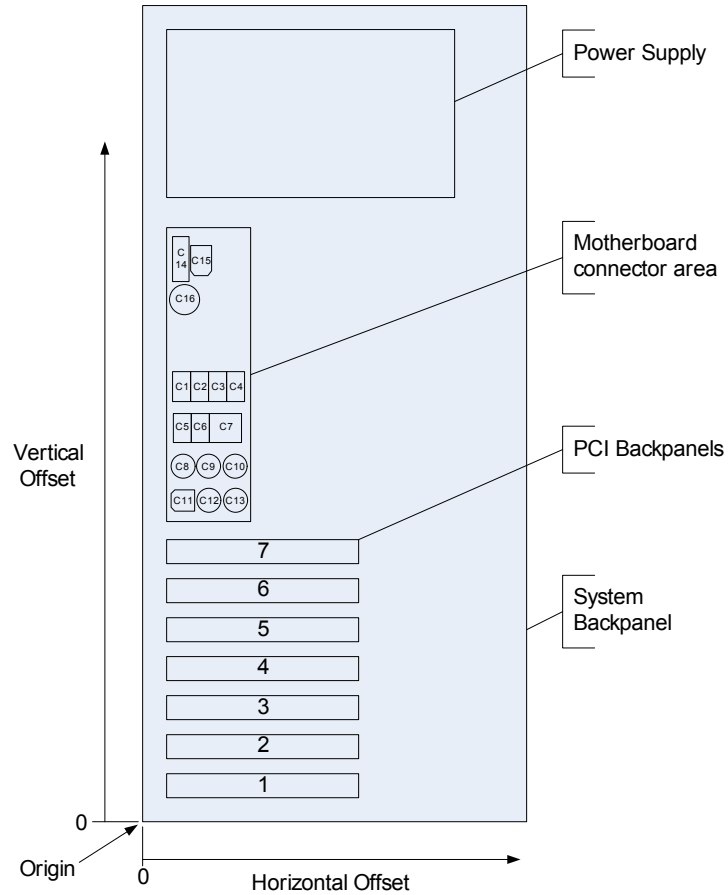 Power Supply
Motherboard
connector area
C
14
C15
C16
C1 C2 C3 C4
C5 C6 C7
Vertical
Offset
PCI Backpanels
C8 C9 C10
C11 C12 C13
7
6
5
System
Backpanel
4
3
2
1
0
Origin
0
Horizontal Offset